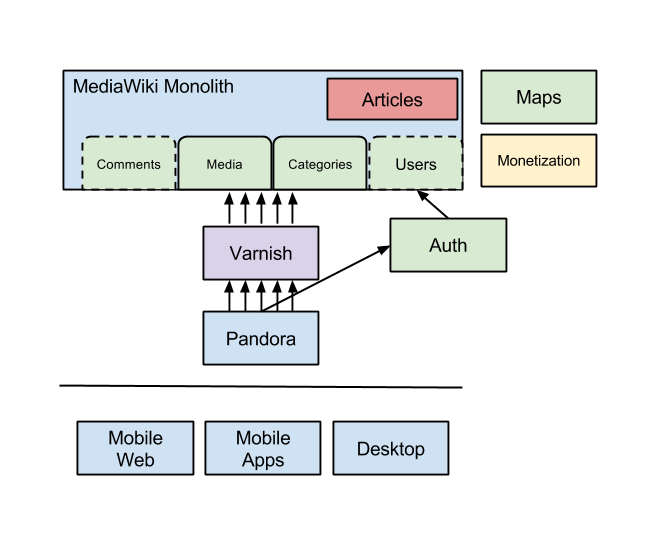 MediaWiki Monolith
Articles
Maps
Comments
Media
Categories
Users
Monetization
Varnish
Auth
Pandora
Mobile
Web
Mobile
Apps
Desktop